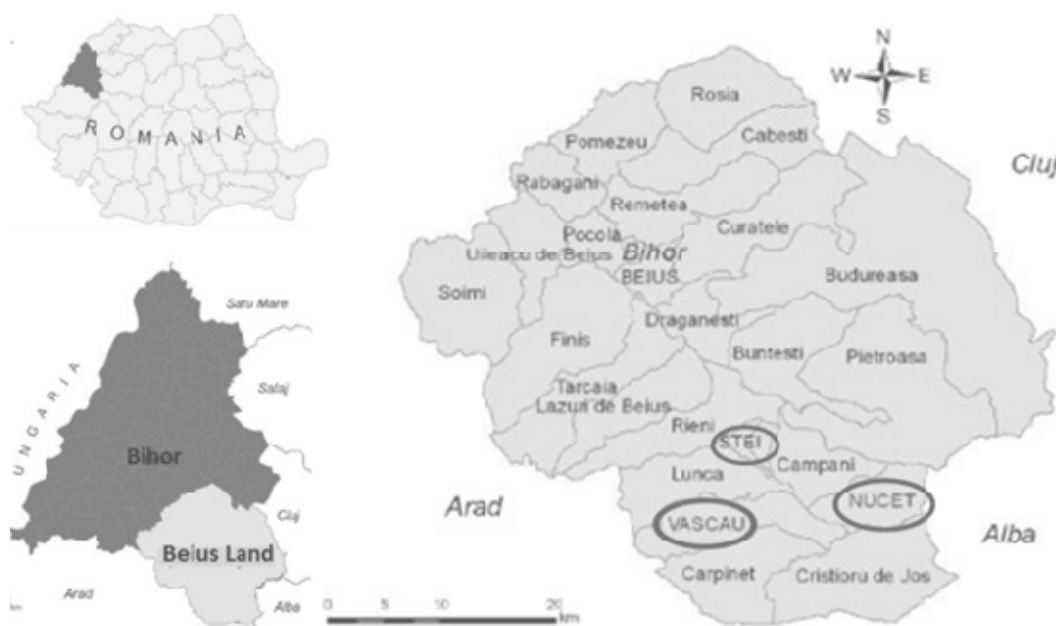 ROMANIA
Satu Mare
UNGARIA
Salaj
Bihor
Cluj
Beius Land
Arad
Alba
N
W E
S
Rosia
Cabesti
Pomezeu
Cluj
Rabagani
Remetea
Curatele
Pocola
Uileacu de Beius
Bihor
BEIUS
Budureasa
Soimi
Draganesti
Finis
Buntesti
Pietroasa
Tarcaia
Lazuri de Beius
Rieni
STEI
Lunca
Campani
Arad
NUCET
VASCAU
Alba
Carpinet
Cristioru de Jos
0 5 10 20
km